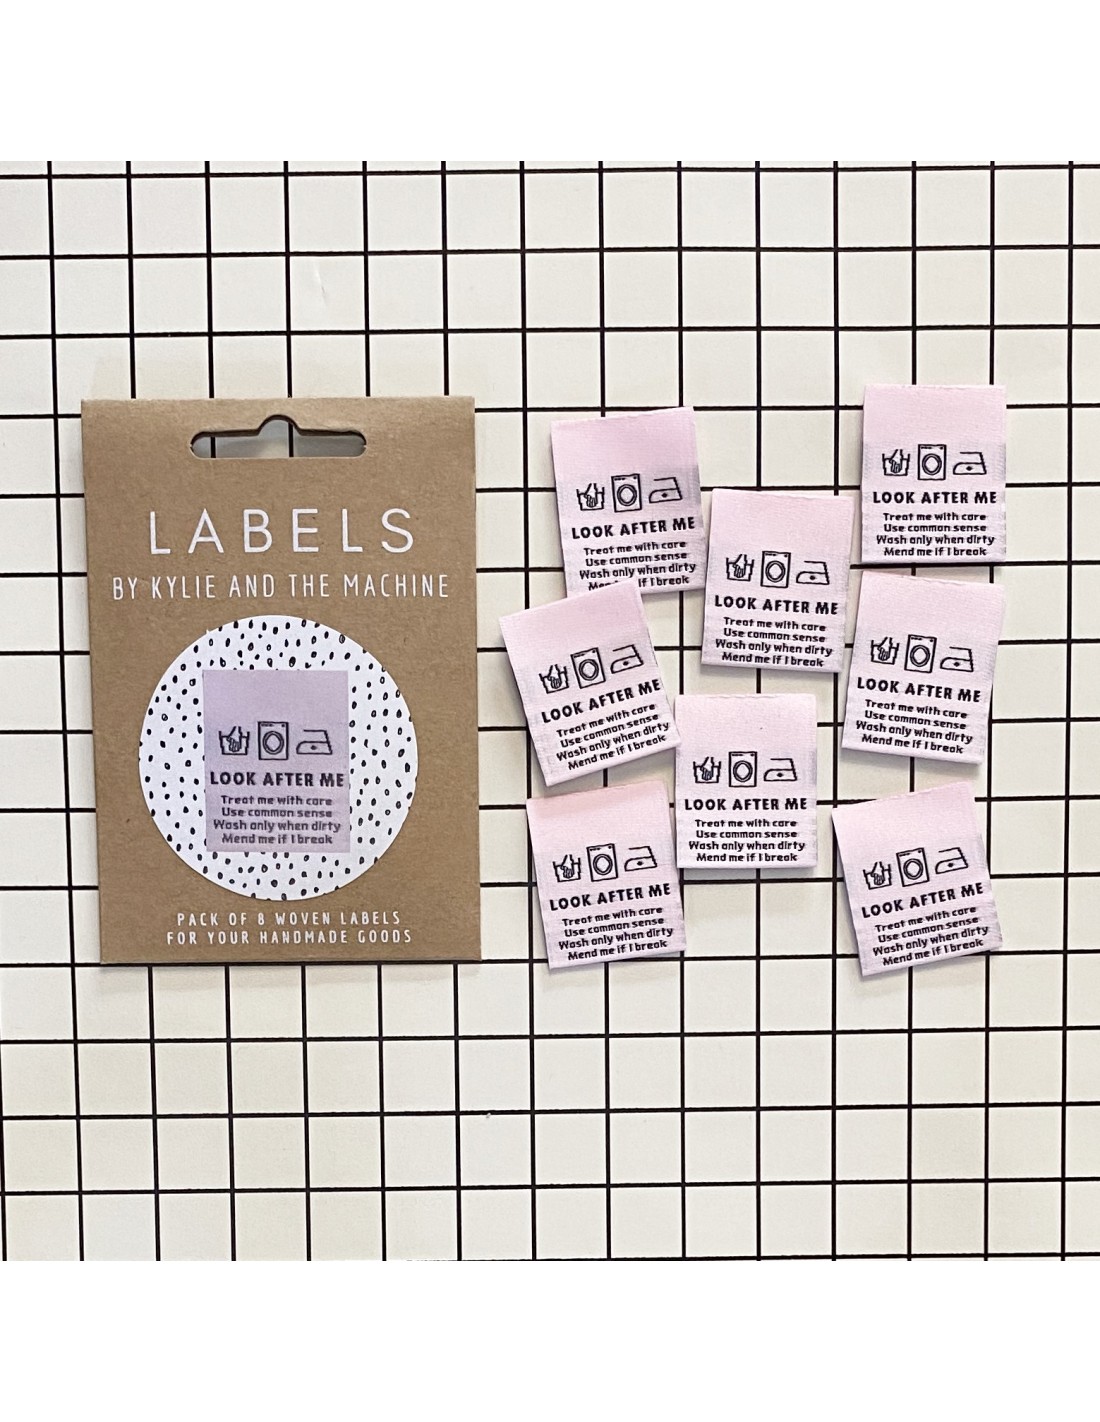 LABELS
BY KYLIE AND THE MACHINE
LOOK AFTER ME
Treat me with care
Use common sense
Wash only when dirty
Mend me if I break
PACK OF 8 WOVEN LABELS
FOR YOUR HANDMADE GOODS
LOOK AFTER ME
Treat me with care
Use common sense
Wash only when dirty
Mend me if I break
LOOK AFTER ME
Treat me with care
Use common sense
Wash only when dirty
Mend me if I break
LOOK AFTER ME
Treat me with care
Use common sense
Wash only when dirty
Mend me if I break
LOOK AFTER ME
Treat me with care
Use common sense
Wash only when dirty
Mend me if I break
LOOK AFTER ME
Treat me with care
Use common sense
Wash only when dirty
Mend me if I break
LOOK AFTER ME
Treat me with care
Use common sense
Wash only when dirty
Mend me if I break
LOOK AFTER ME
Treat me with care
Use common sense
Wash only when dirty
Mend me if I break
LOOK AFTER ME
Treat me with care
Use common sense
Wash only when dirty
Mend me if I break